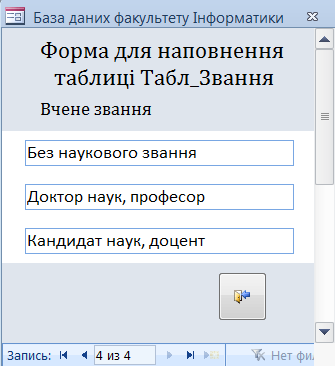 База даних факультету Інформатики
Форма для наповнення
таблиці Табл_Звання
Вчене звання
Без наукового звання
Доктор наук, професор
Кандидат наук, доцент
Запись: 4 из 4 Нет